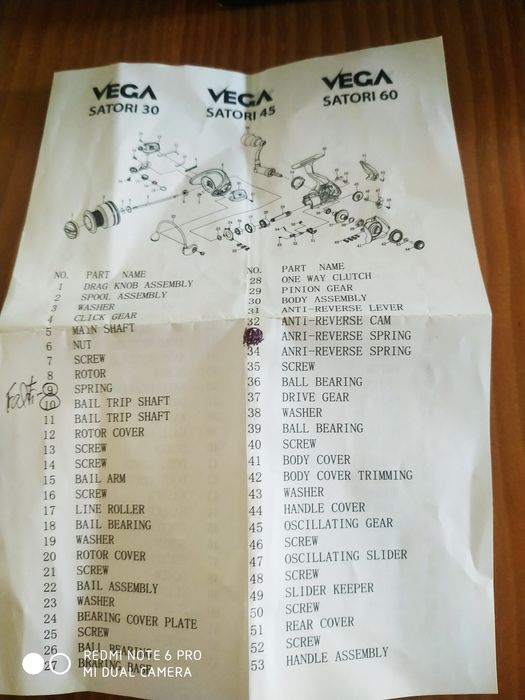 VEGA
SATORI 30
VEGA
SATORI 45
VEGA
SATORI 60
NO. PART NAME
1 DRAG KNOB ASSEMBLY
2 SPOOL ASSEMBLY
3 WASHER
4 CLICK GEAR
5 MAIN SHAFT
6 NUT
7 SCREW
8 ROTOR
9 SPRING
10 BAIL TRIP SHAFT
11 BAIL TRIP SHAFT
12 ROTOR COVER
13 SCREW
14 SCREW
15 BAIL ARM
16 SCREW
17 LINE ROLLER
18 BAIL BEARING
19 WASHER
20 ROTOR COVER
21 SCREW
22 BAIL ASSEMBLY
23 WASHER
24 BEARING COVER PLATE
25 SCREW
26 BALL BEARING
27 BRARING BASE
NO. PART NAME
28 ONE WAY CLUTCH
29 PINION GEAR
30 BODY ASSEMBLY
31 ANTI-REVERSE LEVER
32 ANTI-REVERSE CAM
ANRI-REVERSE SPRING
34 ANRI-REVERSE SPRING
35 SCREW
36 BALL BEARING
37 DRIVE GEAR
38 WASHER
39 BALL BEARING
40 SCREW
41 BODY COVER
42 BODY COVER TRIMMING
43 WASHER
44 HANDLE COVER
45 OSCILLATING GEAR
46 SCREW
47 OSCILLATING SLIDER
48 SCREW
49 SLIDER KEEPER
50 SCREW
51 REAR COVER
52 SCREW
53 HANDLE ASSEMBLY
REDMI NOTE 6 PRO
MI DUAL CAMERA